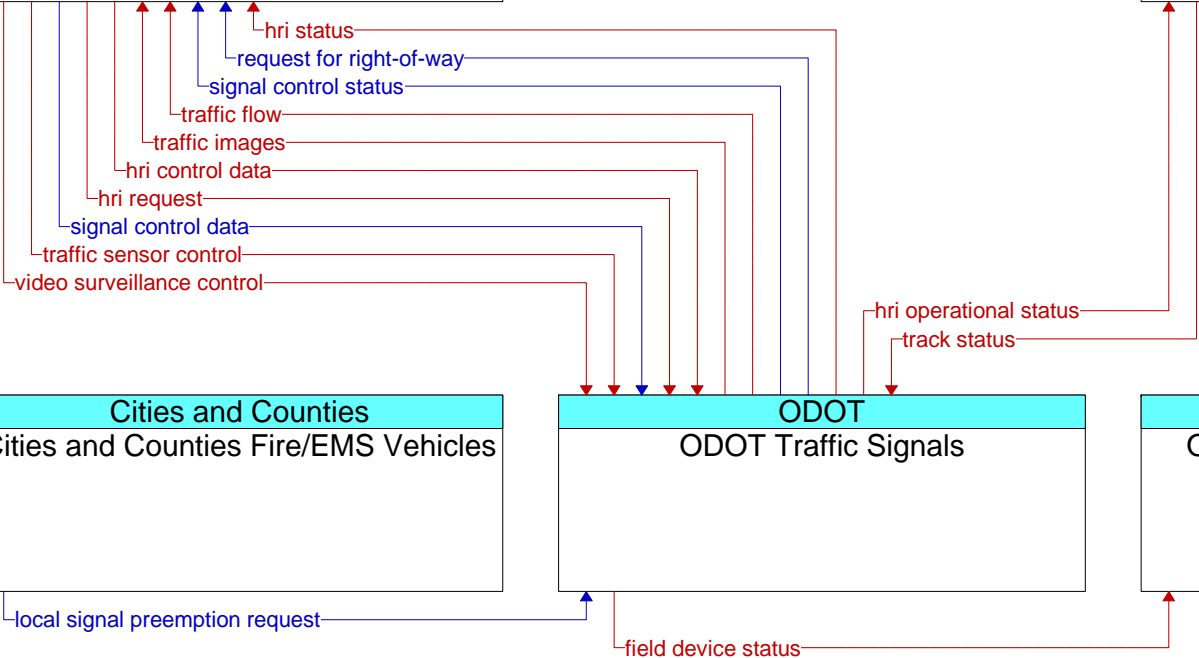 hri status
request for right-of-way
signal control status
traffic flow
traffic images
hri control data
hri request
signal control data
traffic sensor control
video surveillance control
hri operational status
track status
Cities and Counties
ODOT
Cities and Counties Fire/EMS Vehicles
ODOT Traffic Signals
local signal preemption request
field device status